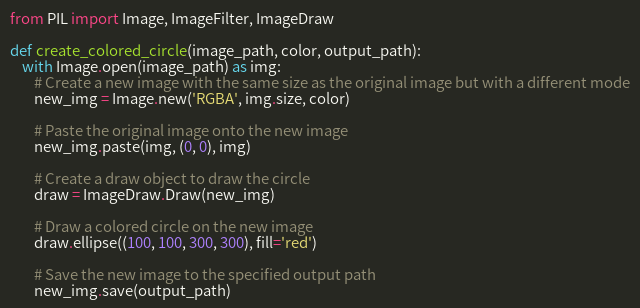 from PIL import Image, ImageFilter, ImageDraw
def create_colored_circle(image_path, color, output_path):
with Image.open(image_path) as img:
# Create a new image with the same size as the original image but with a different mode
new_img = Image.new('RGBA', img.size, color)
# Paste the original image onto the new image
new_img.paste(img, (0, 0), img)
# Create a draw object to draw the circle
draw = ImageDraw.Draw(new_img)
# Draw a colored circle on the new image
draw.ellipse((100, 100, 300, 300), fill='red')
# Save the new image to the specified output path
new_img.save(output_path)